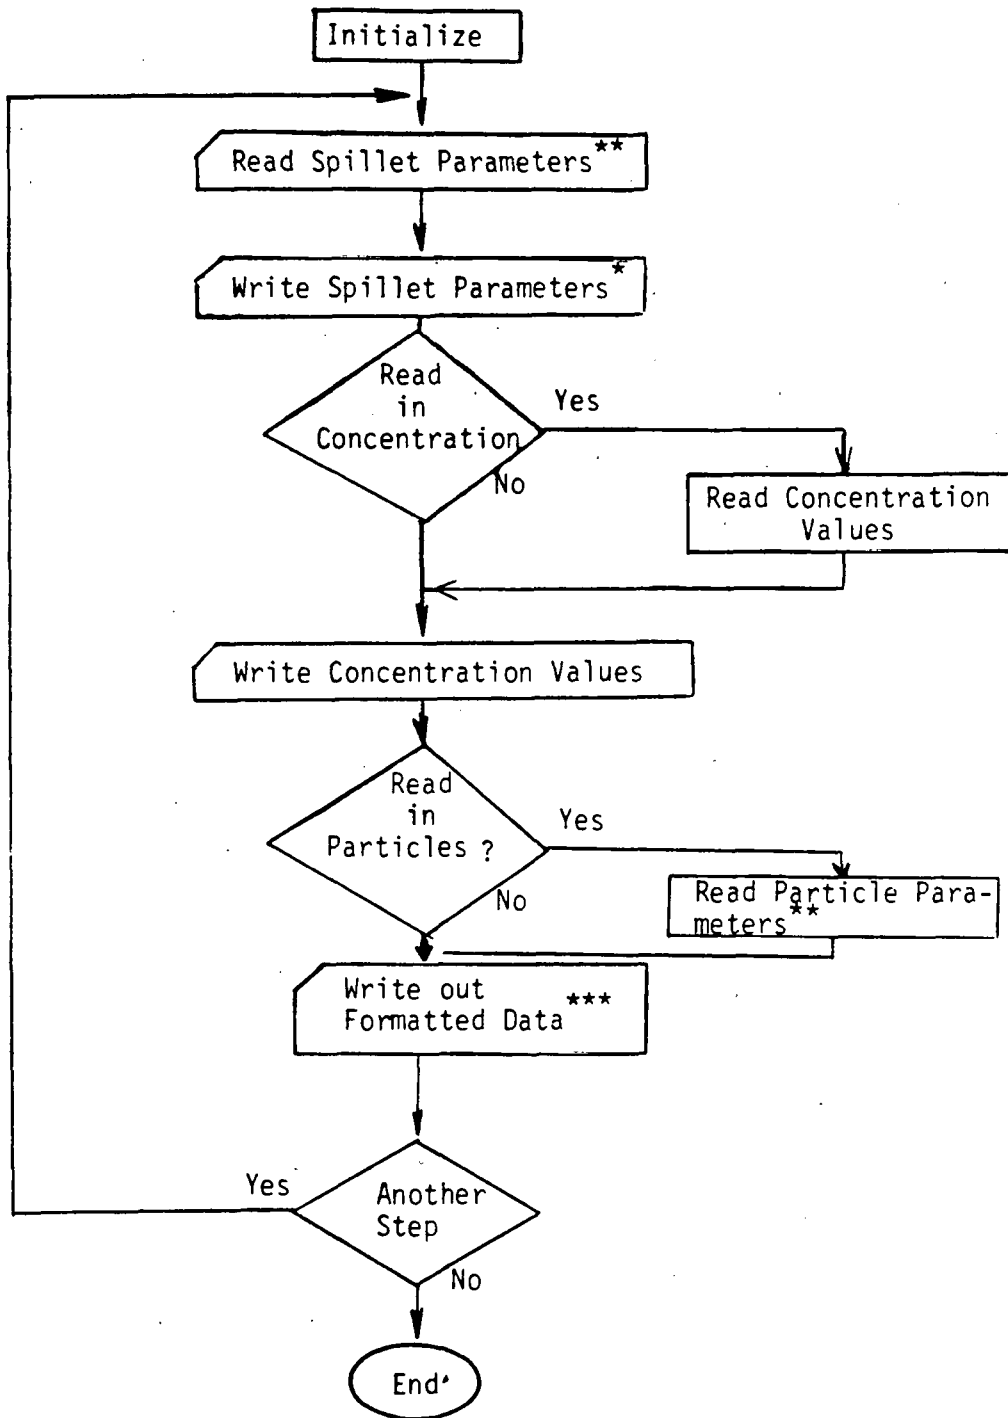 Initialize
Read Spillet Parameters**
Write Spillet Parameters*
Read
in
Concentration
Yes
No
Read Concentration
Values
Write Concentration Values
Read
in
Particles ?
Yes
No
Read Particle Para-
meters**
Write out
Formatted Data***
Another
Step
Yes
No
End